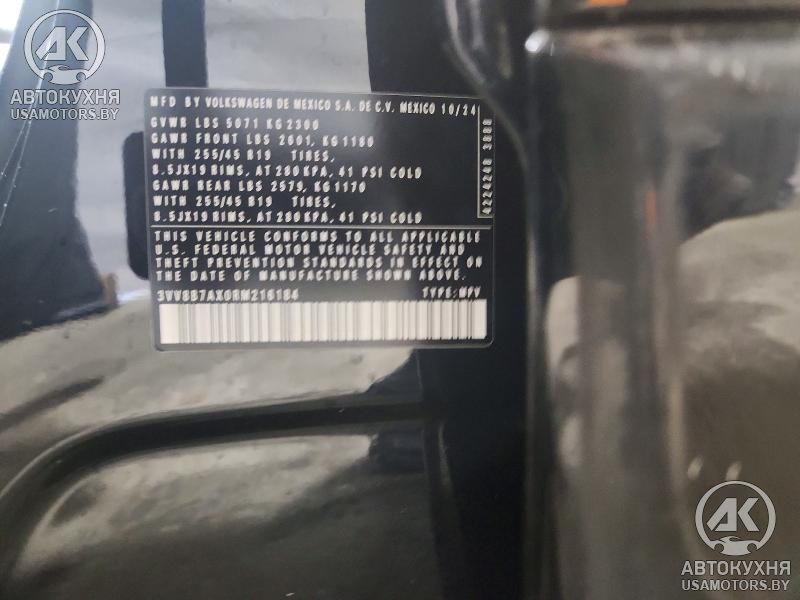 АК
АВТОКУХНЯ
USAMOTORS.BY
MFD BY VOLKSWAGEN DE MEXICO S.A. DE C.V. MEXICO 10/24
GVWR LBS 5071 KG 2300
GAWR FRONT LBS 2601, KG 1180
WITH 255/45 R19 TIRES,
8.5JX19 RIMS, AT 280 KPA, 41 PSI COLD
GAWR REAR LBS 2579, KG 1170
WITH 255/45 R19 TIRES,
8.5JX19 RIMS, AT 280 KPA, 41 PSI COLD
4224248 3888
THIS VEHICLE CONFORMS TO ALL APPLICABLE
U.S. FEDERAL MOTOR VEHICLE SAFETY AND
THEFT PREVENTION STANDARDS IN EFFECT ON
THE DATE OF MANUFACTURE SHOWN ABOVE.
3VV8B7AX0RM216184 TYPE: MPV
АК
АВТОКУХНЯ
USAMOTORS.BY